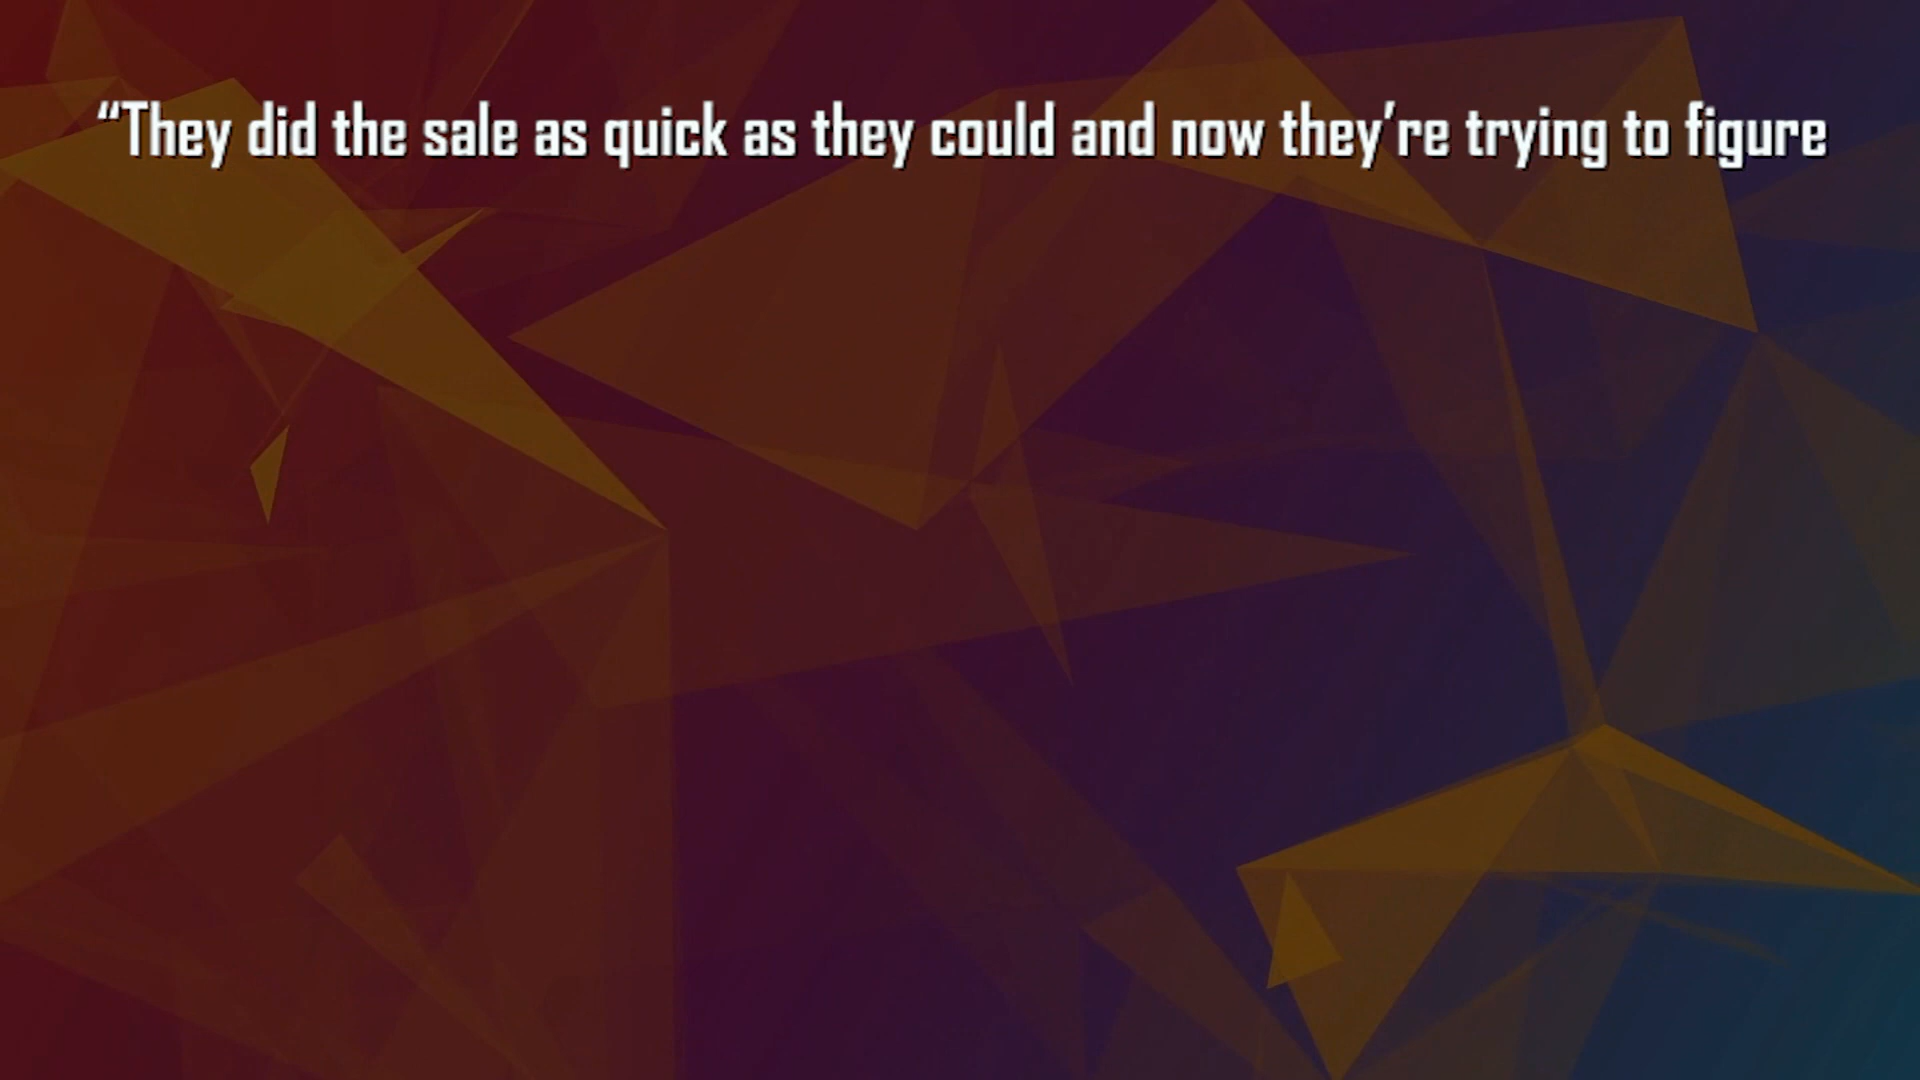 “They did the sale as quick as they could and now they’re trying to figure